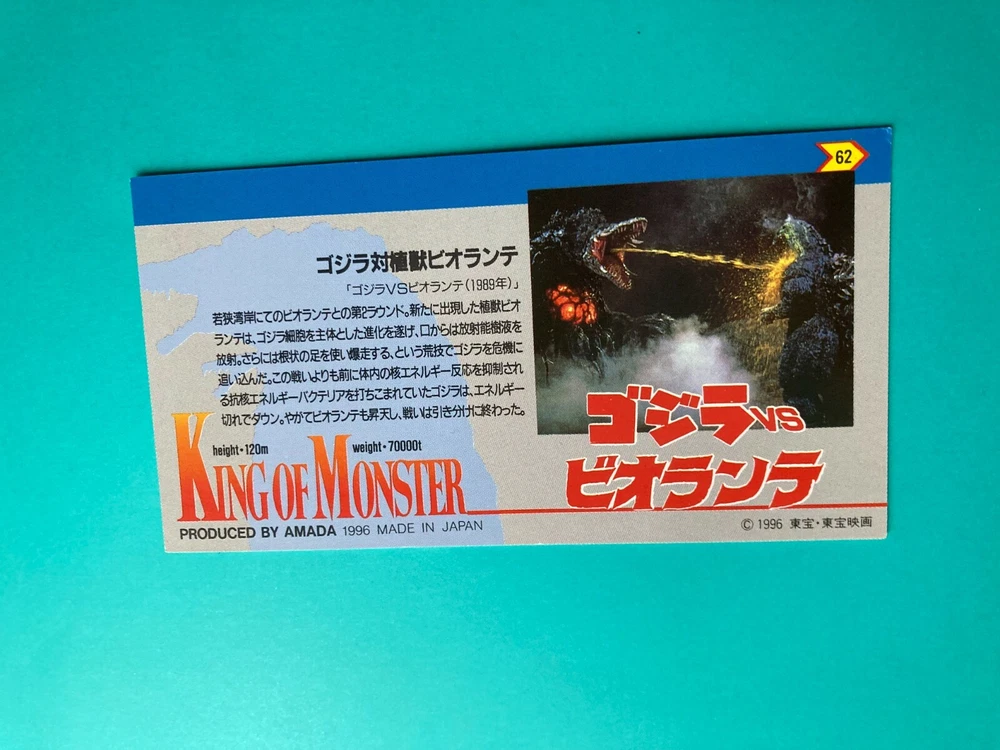 62
ゴジラ対植獣ビオランテ
「ゴジラVSビオランテ(1989年)」
若狭湾岸にてのビオランテとの第2ラウンド。新たに出現した植獣ビオ
ランテは、ゴジラ細胞を主体とした進化を遂げ、口からは放射能樹液を
放射。さらには根状の足を使い爆走する、という荒技でゴジラを危機に
追い込んだ。この戦いよりも前に体内の核エネルギー反応を抑制され
る抗核エネルギーバクテリアを打ちこまれていたゴジラは、エネルギー
切れでダウン。やがてビオランテも昇天し、戦いは引き分けに終わった。
height・120m weight・70000t
KING OF MONSTER
PRODUCED BY AMADA 1996 MADE IN JAPAN
ゴジラVS
ビオランテ
© 1996 東宝・東宝映画